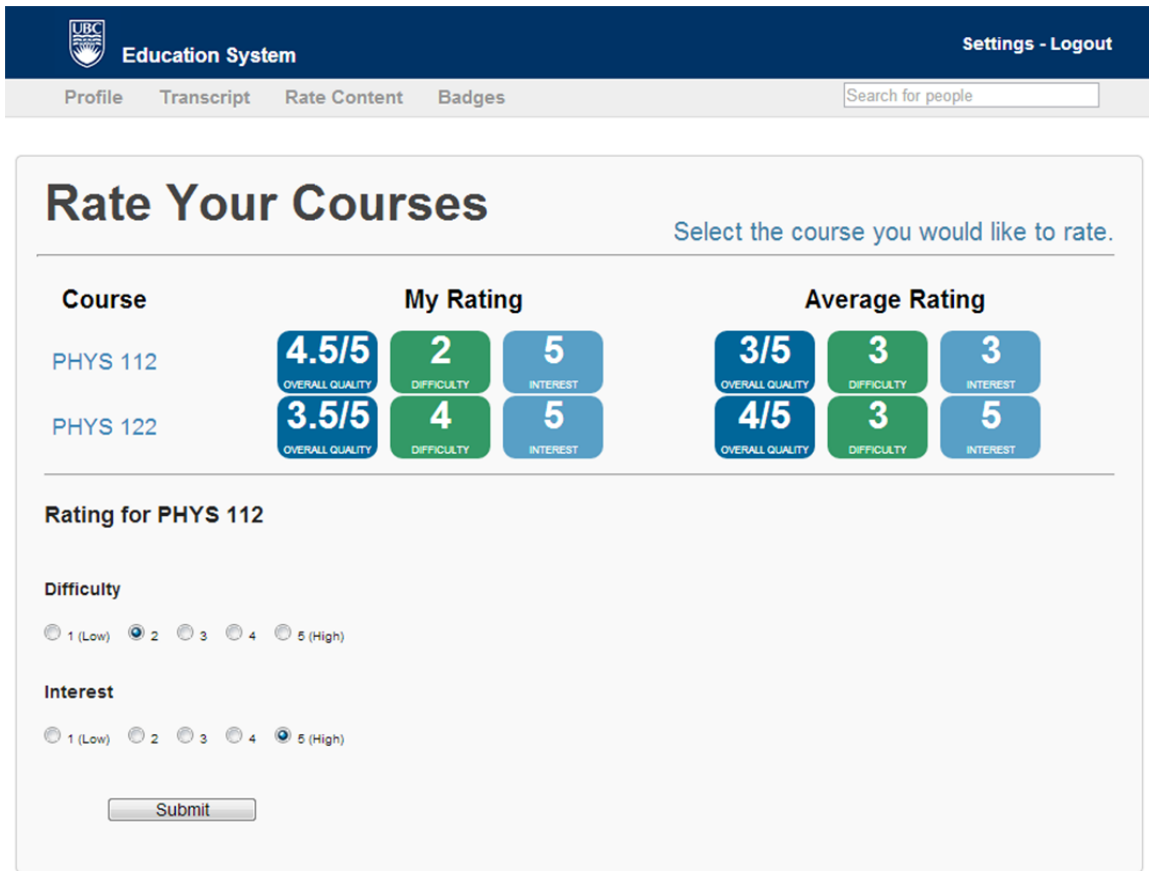 UBC
Education System
Settings - Logout
Profile Transcript Rate Content Badges
Search for people
Rate Your Courses
Select the course you would like to rate.
Course My Rating Average Rating
PHYS 112
4.5/5 2 5 3/5 3 3
OVERALL QUALITY DIFFICULTY INTEREST OVERALL QUALITY DIFFICULTY INTEREST
PHYS 122
3.5/5 4 5 4/5 3 5
OVERALL QUALITY DIFFICULTY INTEREST OVERALL QUALITY DIFFICULTY INTEREST
Rating for PHYS 112
Difficulty
1 (Low) 2 3 4 5 (High)
Interest
1 (Low) 2 3 4 5 (High)
Submit